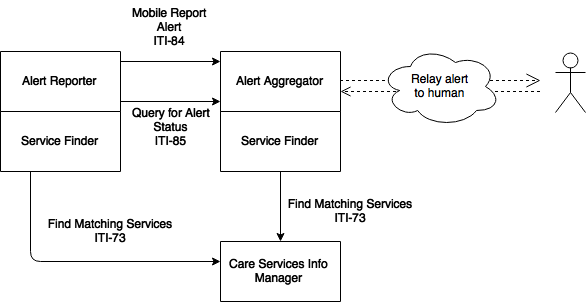 Mobile Report
Alert
ITI-84
Alert Reporter
Alert Aggregator
Relay alert
to human
Query for Alert
Status
ITI-85
Service Finder
Service Finder
Find Matching Services
ITI-73
Find Matching Services
ITI-73
Care Services Info
Manager